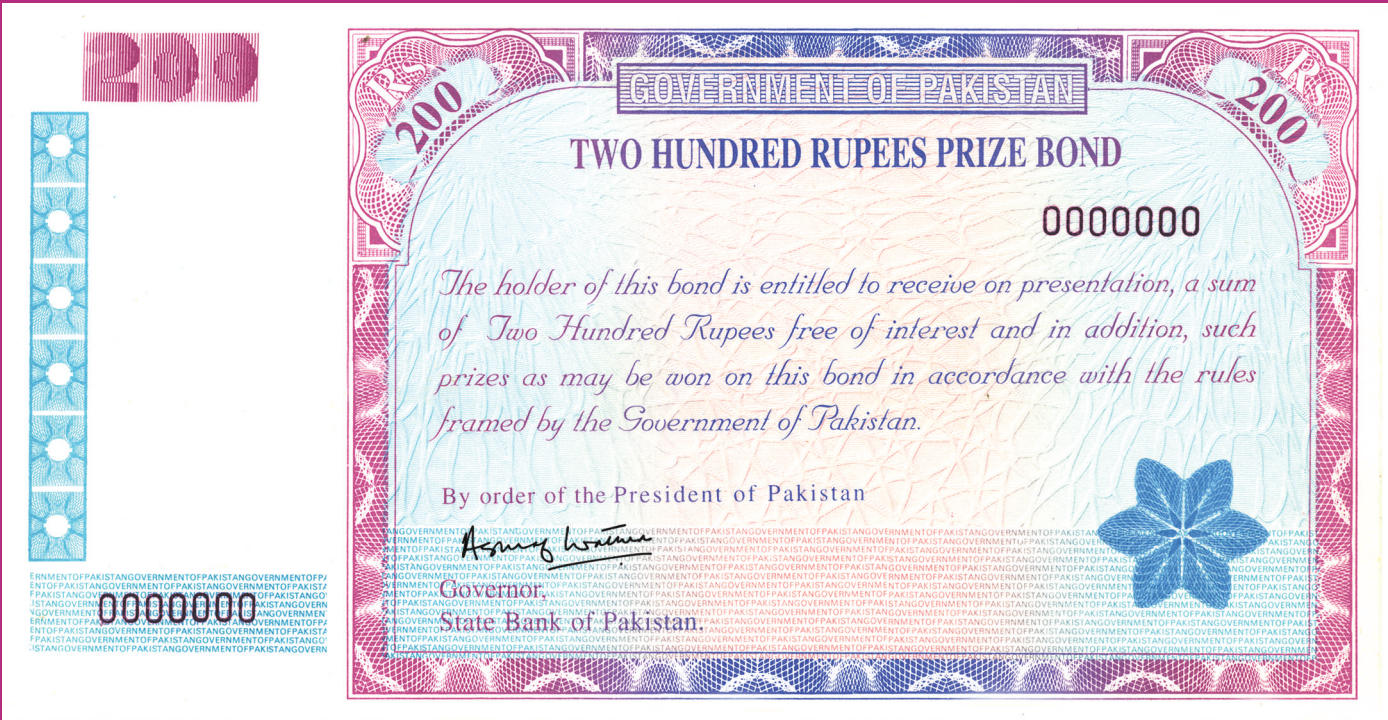 200
GOVERNMENT OF PAKISTAN
RS 200
RS 200
TWO HUNDRED RUPEES PRIZE BOND
0000000
The holder of this bond is entitled to receive on presentation, a sum
of Two Hundred Rupees free of interest and in addition, such
prizes as may be won on this bond in accordance with the rules
framed by the Government of Pakistan.
By order of the President of Pakistan
Governor,
State Bank of Pakistan.
0000000